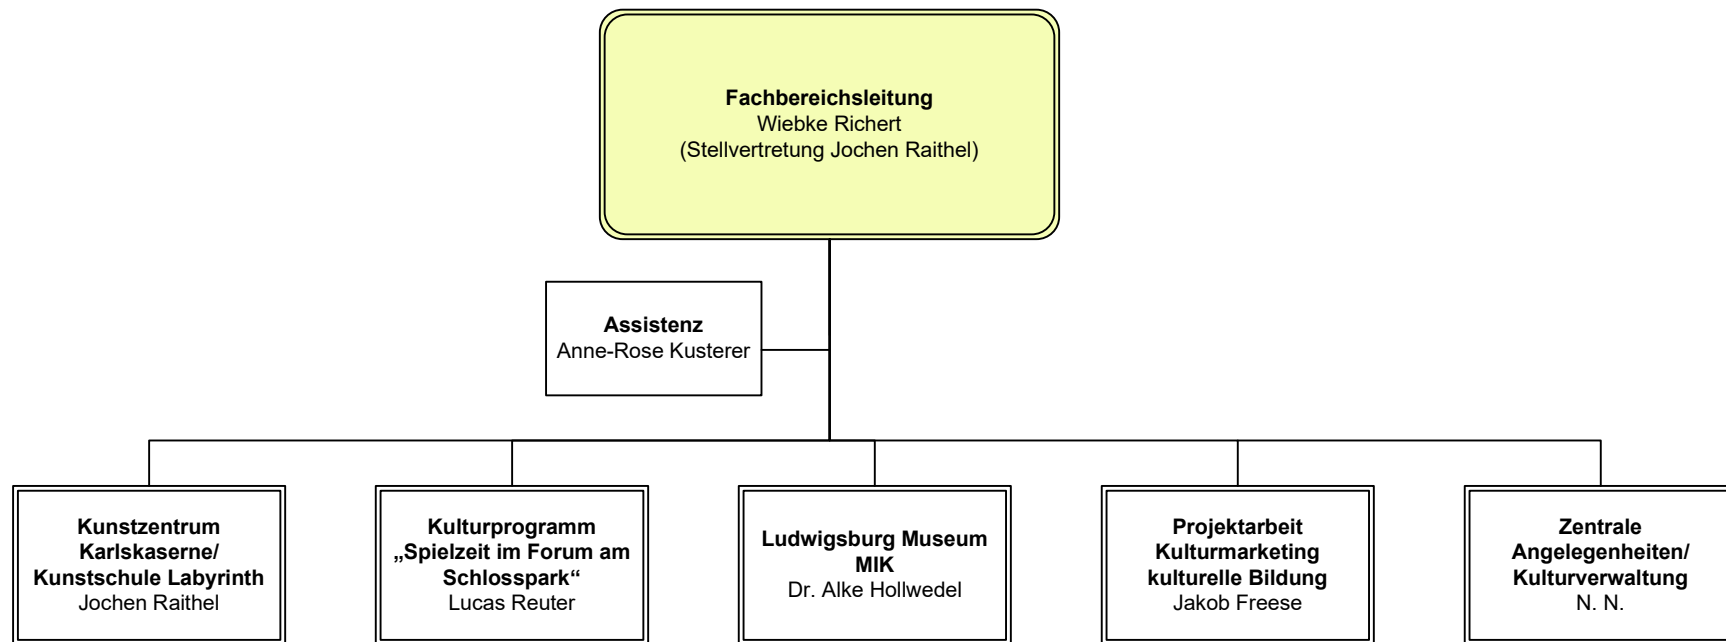 Fachbereichsleitung
Wiebke Richert
(Stellvertretung Jochen Raithel)
Assistenz
Anne-Rose Kusterer
Kunstzentrum
Karlskaserne/
Kunstschule Labyrinth
Jochen Raithel
Kulturprogramm
„Spielzeit im Forum am
Schlosspark“
Lucas Reuter
Ludwigsburg Museum
MIK
Dr. Alke Hollwedel
Projektarbeit
Kulturmarketing
kulturelle Bildung
Jakob Freese
Zentrale
Angelegenheiten/
Kulturverwaltung
N. N.